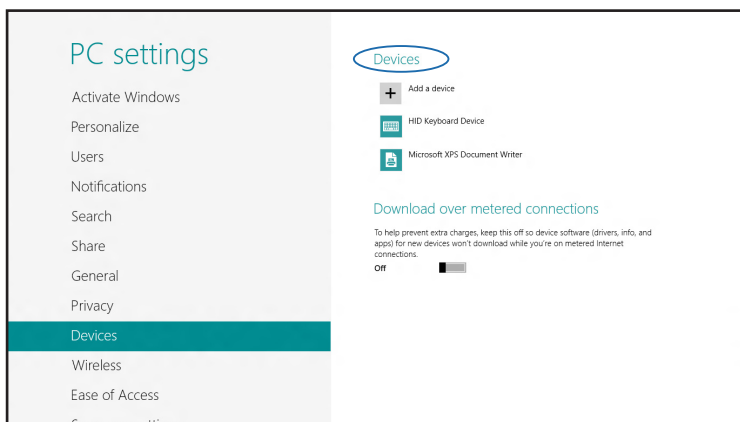 PC settings
Activate Windows
Personalize
Users
Notifications
Search
Share
General
Privacy
Devices
Wireless
Ease of Access
Devices
Add a device
HID Keyboard Device
Microsoft XPS Document Writer
Download over metered connections
To help prevent extra charges, keep this off so device software (drivers, info, and
apps) for new devices won't download while you're on metered Internet
connections.
Off